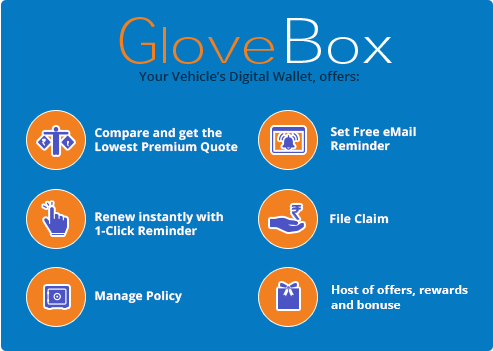 GloveBox
Your Vehicle's Digital Wallet, offers:
Compare and get the
Lowest Premium Quote
Set Free eMail
Reminder
Renew instantly with
1-Click Reminder
File Claim
Manage Policy
Host of offers, rewards
and bonuse